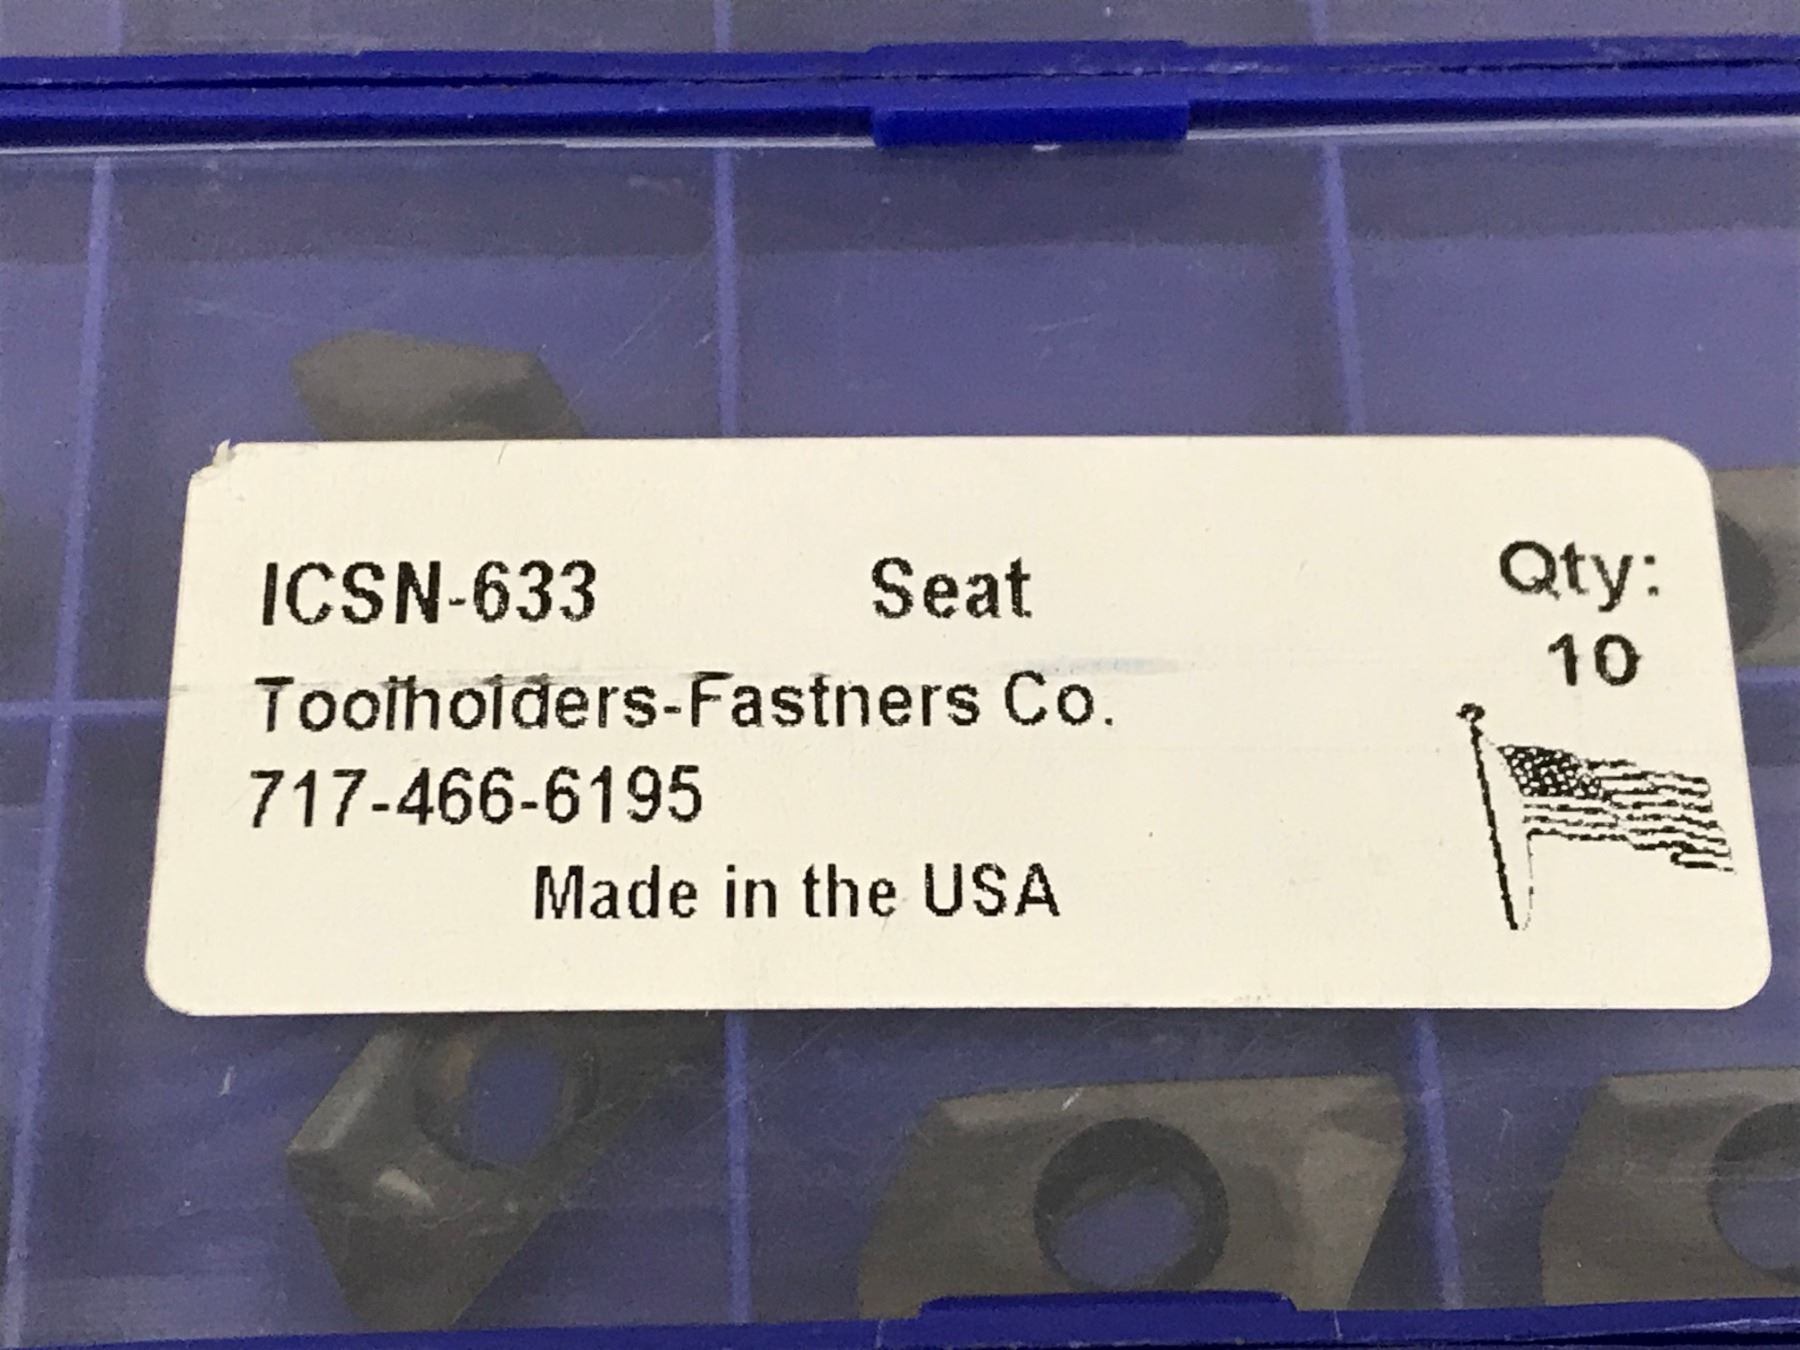 ICSN-633 Seat Qty:
10
Toolholders-Fastners Co.
717-466-6195
Made in the USA